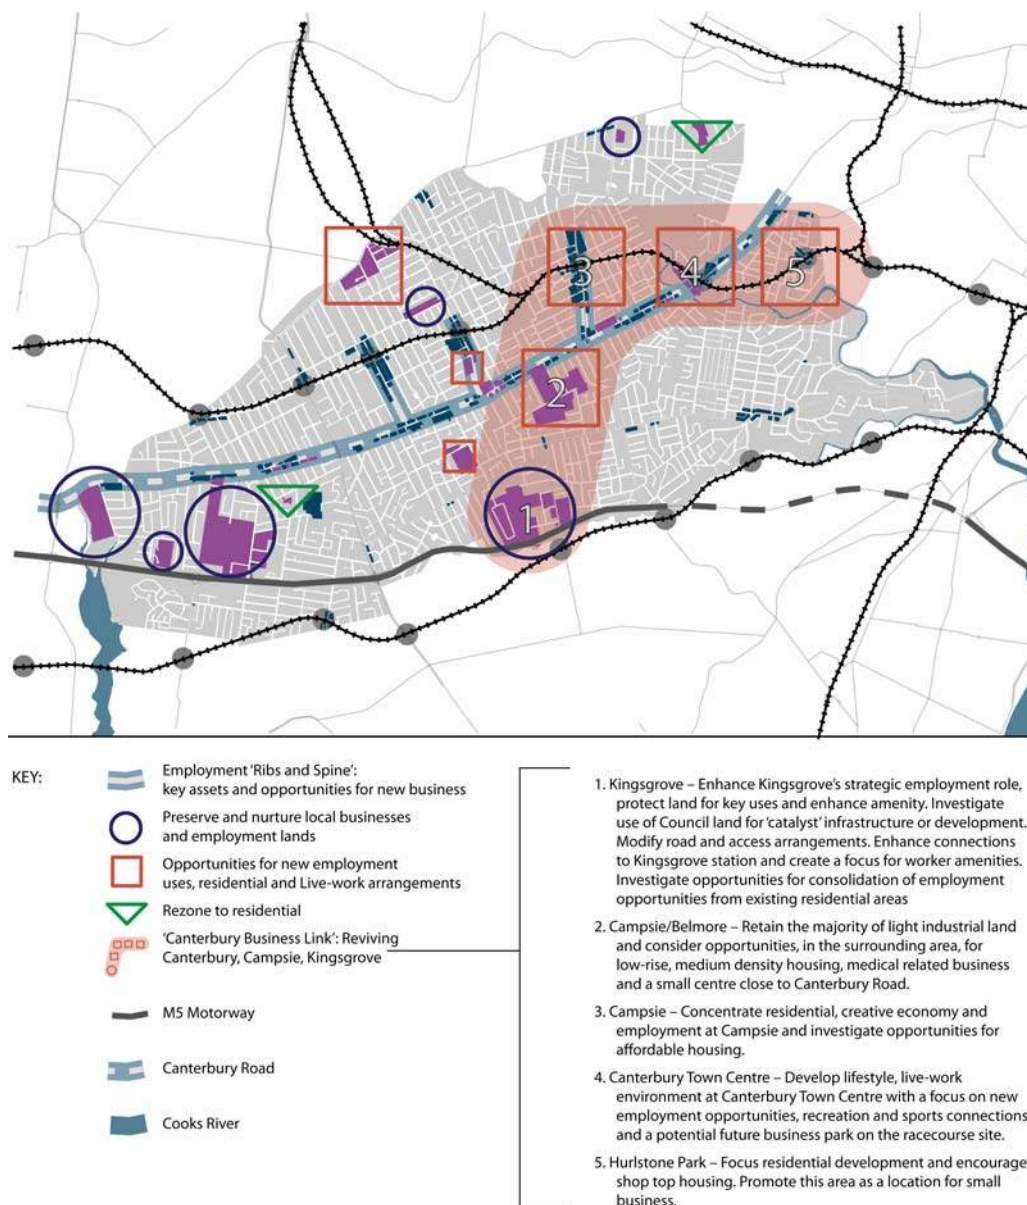 3
4
5
2
1
KEY:
Employment ‘Ribs and Spine’:
key assets and opportunities for new business
Preserve and nurture local businesses
and employment lands
Opportunities for new employment
uses, residential and Live-work arrangements
Rezone to residential
‘Canterbury Business Link’: Reviving
Canterbury, Campsie, Kingsgrove
M5 Motorway
Canterbury Road
Cooks River
1. Kingsgrove – Enhance Kingsgrove’s strategic employment role,
protect land for key uses and enhance amenity. Investigate
use of Council land for ‘catalyst’ infrastructure or development.
Modify road and access arrangements. Enhance connections
to Kingsgrove station and create a focus for worker amenities.
Investigate opportunities for consolidation of employment
opportunities from existing residential areas
2. Campsie/Belmore – Retain the majority of light industrial land
and consider opportunities, in the surrounding area, for
low-rise, medium density housing, medical related business
and a small centre close to Canterbury Road.
3. Campsie – Concentrate residential, creative economy and
employment at Campsie and investigate opportunities for
affordable housing.
4. Canterbury Town Centre – Develop lifestyle, live-work
environment at Canterbury Town Centre with a focus on new
employment opportunities, recreation and sports connections
and a potential future business park on the racecourse site.
5. Hurlstone Park – Focus residential development and encourage
shop top housing. Promote this area as a location for small
business.